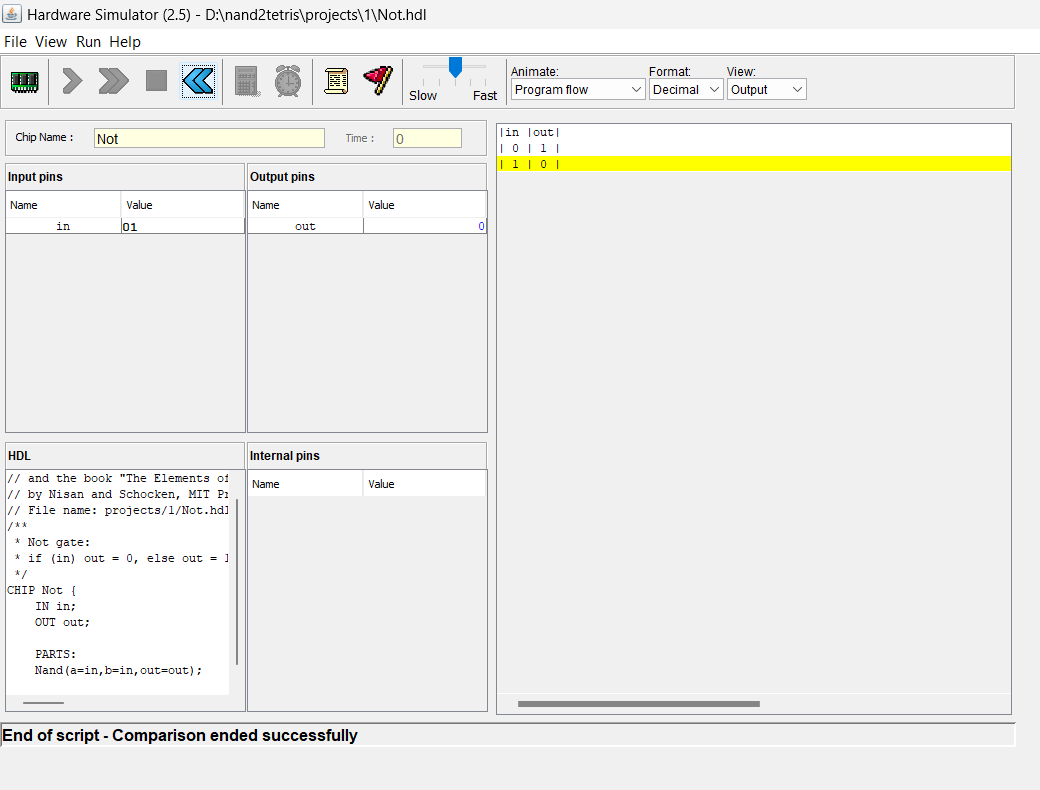 Hardware Simulator (2.5) - D:\nand2tetris\projects\1\Not.hdl
File View Run Help
Slow Fast
Animate: Format: View:
Program flow Decimal Output
Chip Name : Not Time : 0
Input pins
Name Value
in 01
Output pins
Name Value
out 0
HDL
// and the book "The Elements of
// by Nisan and Schocken, MIT Pr
// File name: projects/1/Not.hdl
/**
* Not gate:
* if (in) out = 0, else out = 1
*/
CHIP Not {
IN in;
OUT out;
PARTS:
Nand(a=in,b=in,out=out);
Internal pins
Name Value
|in |out|
| 0 | 1 |
| 1 | 0 |
End of script - Comparison ended successfully